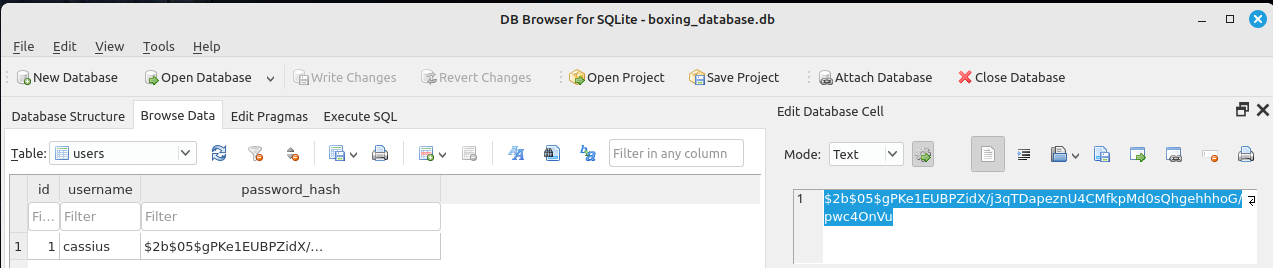 DB Browser for SQLite - boxing_database.db
File Edit View Tools Help
New Database Open Database Write Changes Revert Changes Open Project Save Project Attach Database Close Database
Database Structure Browse Data Edit Pragmas Execute SQL
Edit Database Cell
Table: users
Filter in any column
Mode: Text
id username password_hash
Fi... Filter Filter
1 1 cassius $2b$05$gPKe1EUBPZidX/...
1 $2b$05$gPKe1EUBPZidX/j3qTDapeznU4CMfkpMd0sQhgehhhoG/
pwc4OnVu